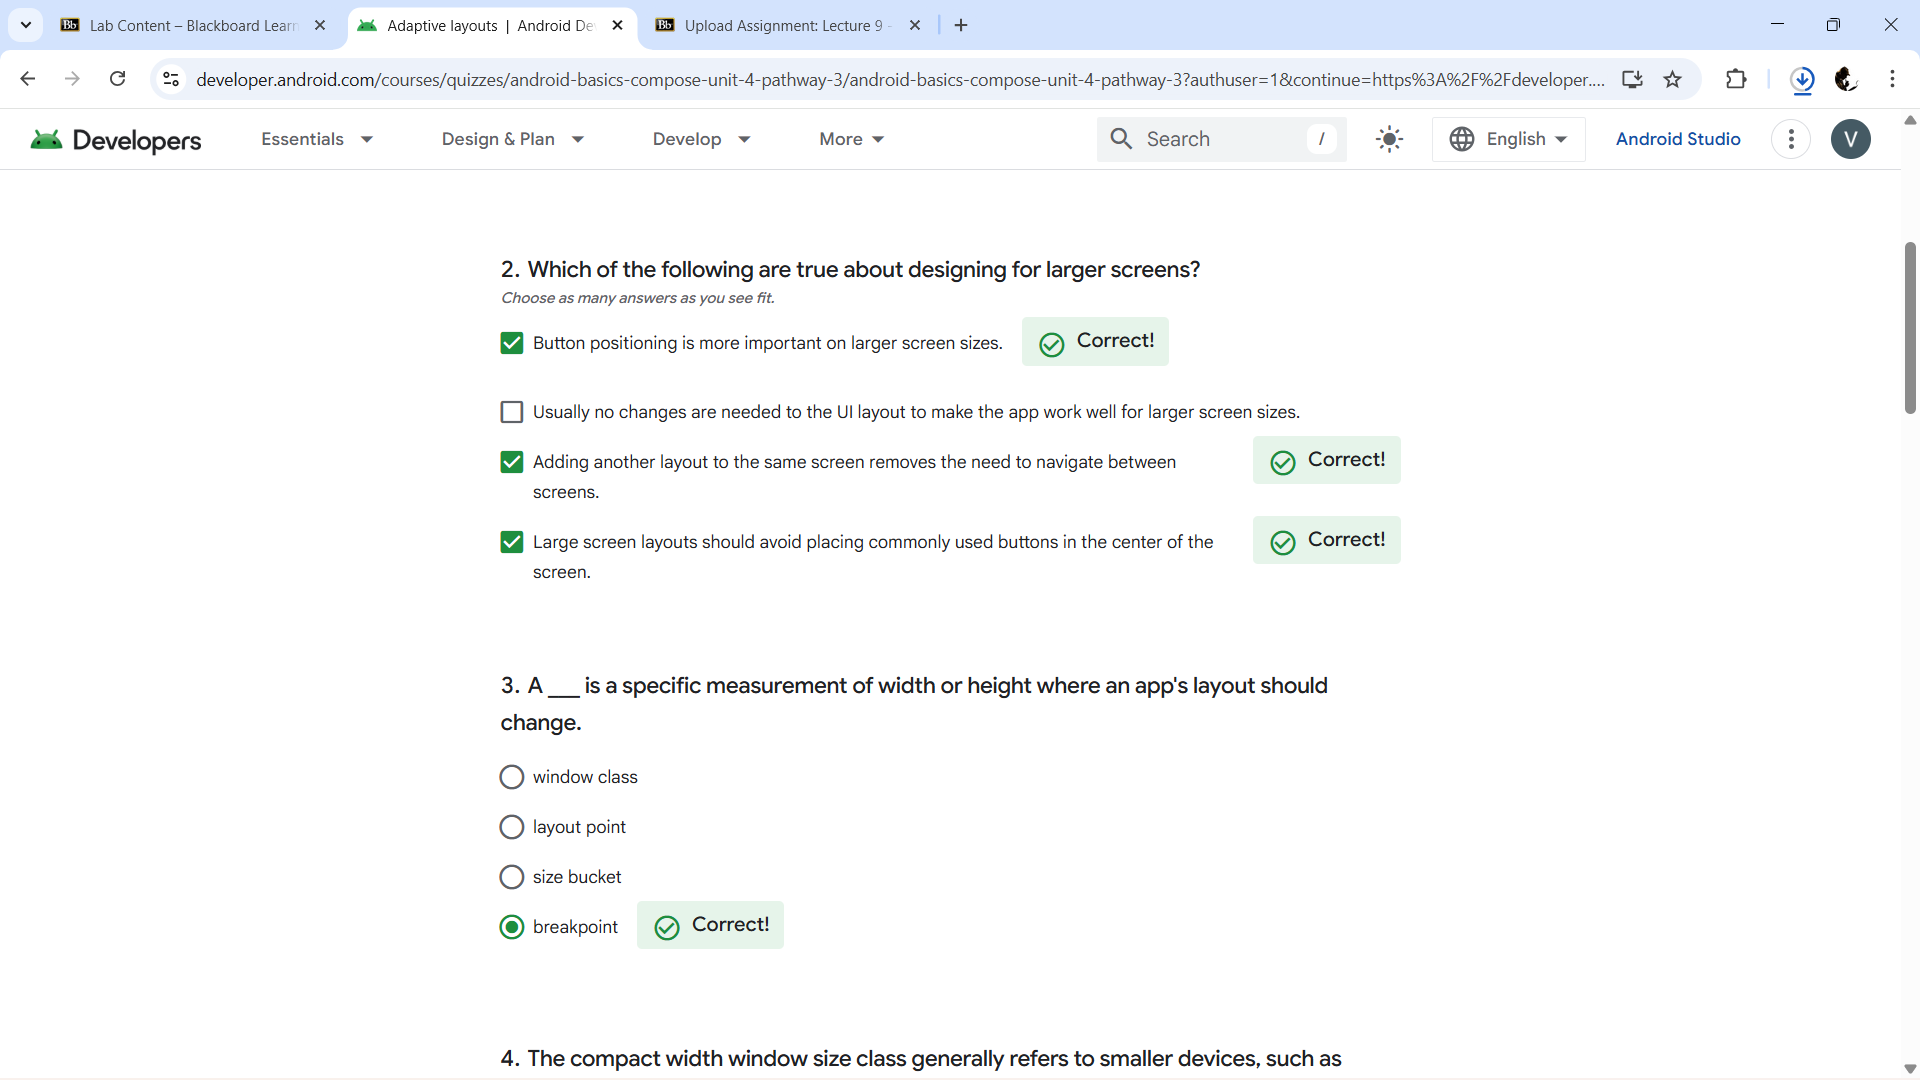 Lab Content – Blackboard Learn
Adaptive layouts | Android De
Upload Assignment: Lecture 9 -
developer.android.com/courses/quizzes/android-basics-compose-unit-4-pathway-3/android-basics-compose-unit-4-pathway-3?authuser=1&continue=https%3A%2F%2Fdeveloper....
Developers
Essentials
Design & Plan
Develop
More
Search
/
English
Android Studio
V
2. Which of the following are true about designing for larger screens?
Choose as many answers as you see fit.
Button positioning is more important on larger screen sizes.
Correct!
Usually no changes are needed to the UI layout to make the app work well for larger screen sizes.
Adding another layout to the same screen removes the need to navigate between
screens.
Correct!
Large screen layouts should avoid placing commonly used buttons in the center of the
screen.
Correct!
3. A ___ is a specific measurement of width or height where an app's layout should
change.
window class
layout point
size bucket
breakpoint
Correct!
4. The compact width window size class generally refers to smaller devices, such as